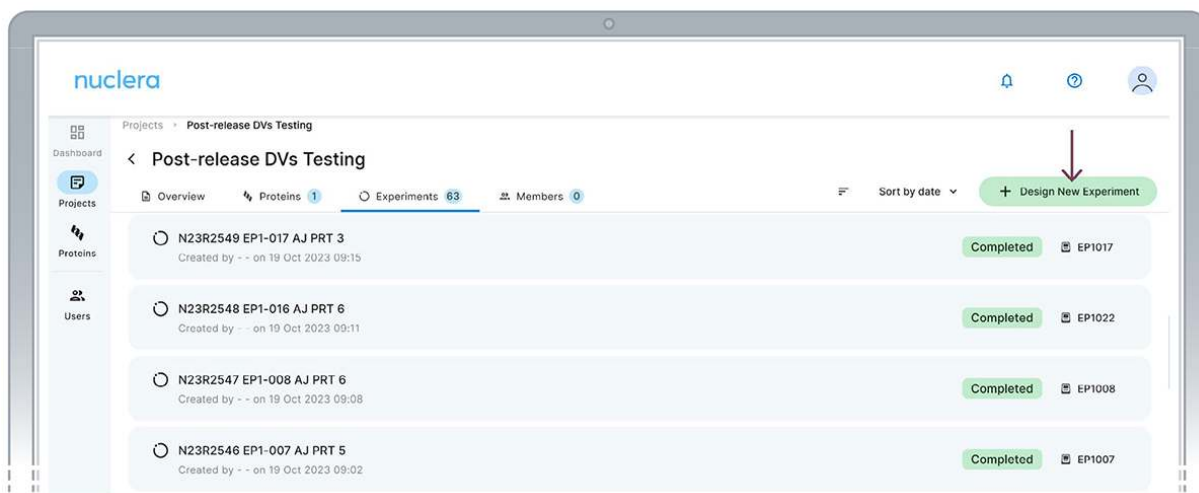 nuclera
Dashboard
Projects
Proteins
Users
Projects > Post-release DVs Testing
< Post-release DVs Testing
Overview Proteins 1 Experiments 63 Members 0 Sort by date + Design New Experiment
N23R2549 EP1-017 AJ PRT 3
Created by - - on 19 Oct 2023 09:15
Completed EP1017
N23R2548 EP1-016 AJ PRT 6
Created by - - on 19 Oct 2023 09:11
Completed EP1022
N23R2547 EP1-008 AJ PRT 6
Created by - - on 19 Oct 2023 09:08
Completed EP1008
N23R2546 EP1-007 AJ PRT 5
Created by - - on 19 Oct 2023 09:02
Completed EP1007